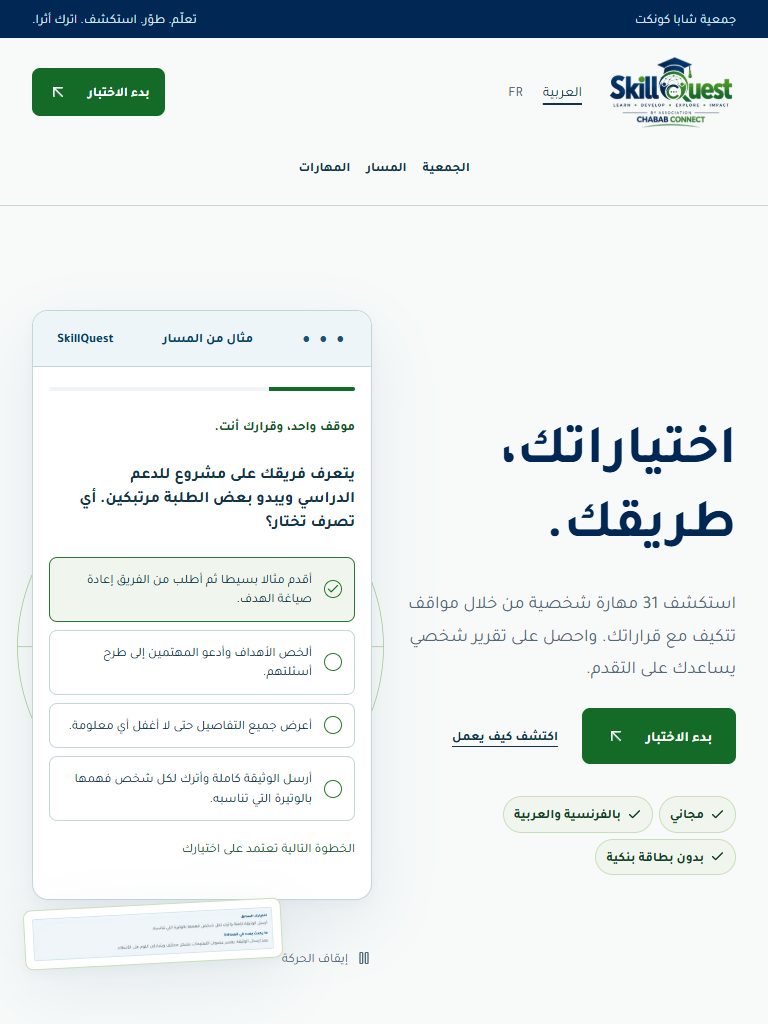 جمعية شابا كونكت
تعلّم. طوّر. استكشف. اترك أثرا.
SkillQuest
LEARN • DEVELOP • EXPLORE • IMPACT
BY ASSOCIATION
CHABAB CONNECT
العربية
FR
بدء الاختبار
الجمعية
المسار
المهارات
اختياراتك،
طريقك.
استكشف 31 مهارة شخصية من خلال مواقف
تتكيف مع قراراتك. واحصل على تقرير شخصي
يساعدك على التقدم.
بدء الاختبار
اكتشف كيف يعمل
مجاني
بالفرنسية والعربية
بدون بطاقة بنكية
مثال من المسار
SkillQuest
موقف واحد، وقرارك أنت.
يتعرف فريقك على مشروع للدعم
الدراسي ويبدو بعض الطلبة مرتبكين. أي
تصرف تختار؟
أقدم مثالا بسيطا ثم أطلب من الفريق إعادة
صياغة الهدف.
ألخص الأهداف وأدعو المهتمين إلى طرح
أسئلتهم.
أعرض جميع التفاصيل حتى لا أغفل أي معلومة.
أرسل الوثيقة كاملة وأترك لكل شخص فهمها
بالوتيرة التي تناسبه.
الخطوة التالية تعتمد على اختيارك
إيقاف الحركة